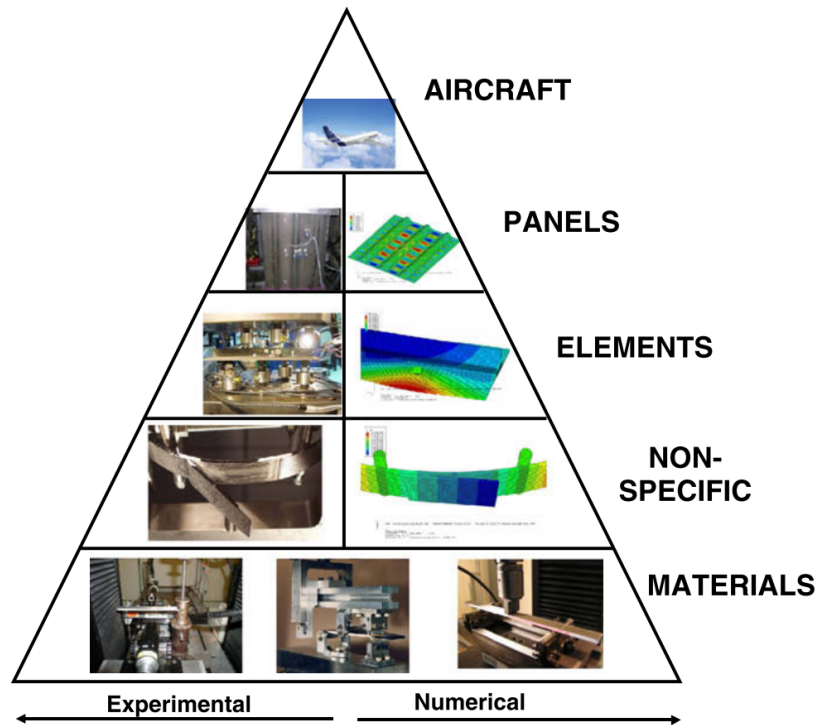 AIRCRAFT
PANELS
ELEMENTS
NON-
SPECIFIC
MATERIALS
Experimental
Numerical